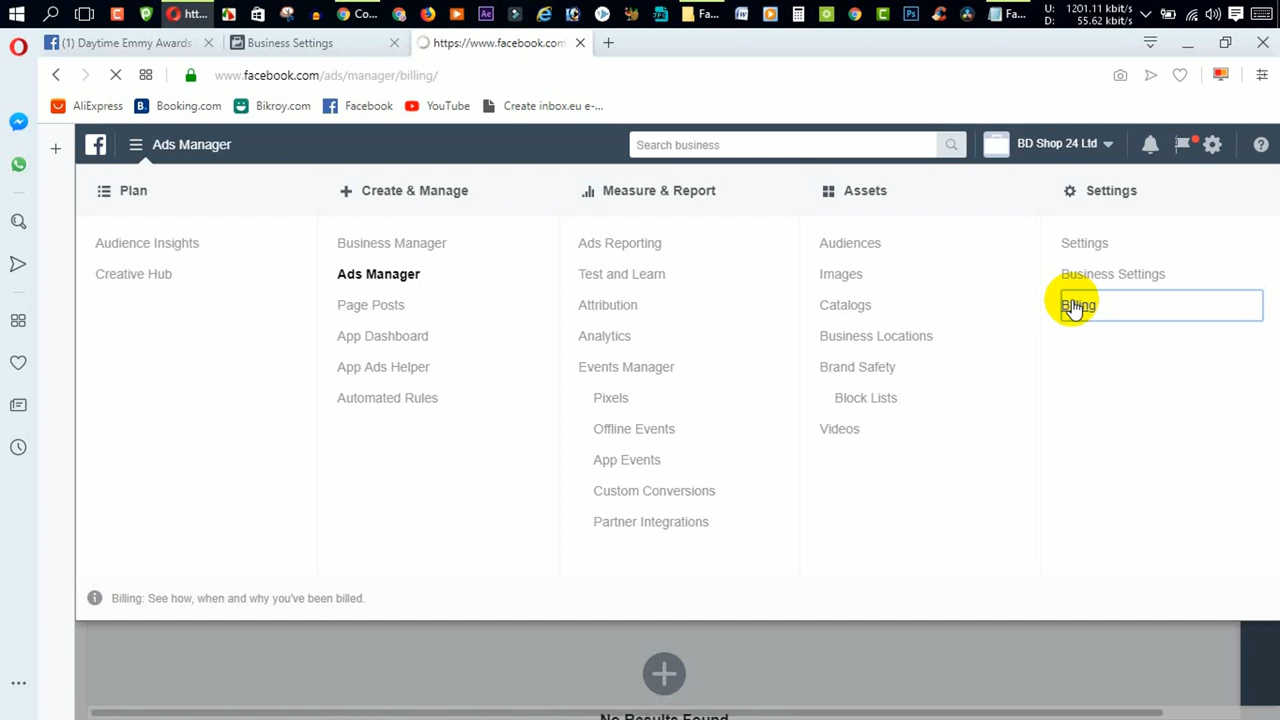 htt...
Co...
Fa...
Fa...
U: 1201.11 kbit/s
D: 55.62 kbit/s
(1) Daytime Emmy Awards
Business Settings
https://www.facebook.com
www.facebook.com/ads/manager/billing/
AliExpress
Booking.com
Bikroy.com
Facebook
YouTube
Create inbox.eu e-...
Ads Manager
Search business
BD Shop 24 Ltd
Plan
Audience Insights
Creative Hub
Create & Manage
Business Manager
Ads Manager
Page Posts
App Dashboard
App Ads Helper
Automated Rules
Measure & Report
Ads Reporting
Test and Learn
Attribution
Analytics
Events Manager
Pixels
Offline Events
App Events
Custom Conversions
Partner Integrations
Assets
Audiences
Images
Catalogs
Business Locations
Brand Safety
Block Lists
Videos
Settings
Settings
Business Settings
Billing
Billing: See how, when and why you've been billed.
No Results Found